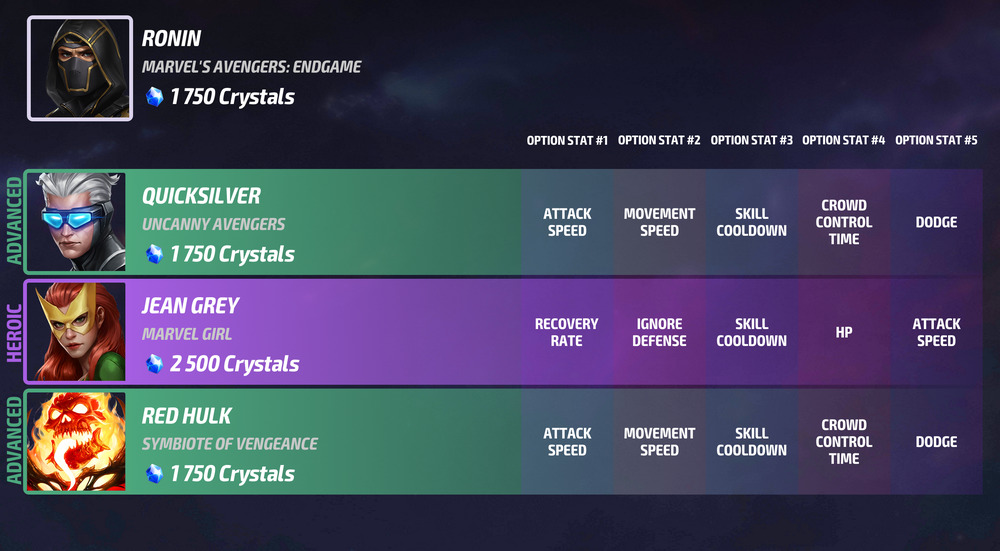 RONIN
MARVEL'S AVENGERS: ENDGAME
1 750 Crystals
OPTION STAT #1 OPTION STAT #2 OPTION STAT #3 OPTION STAT #4 OPTION STAT #5
ADVANCED
QUICKSILVER
UNCANNY AVENGERS
1 750 Crystals
ATTACK
SPEED
MOVEMENT
SPEED
SKILL
COOLDOWN
CROWD
CONTROL
TIME
DODGE
HEROIC
JEAN GREY
MARVEL GIRL
2 500 Crystals
RECOVERY
RATE
IGNORE
DEFENSE
SKILL
COOLDOWN
HP
ATTACK
SPEED
ADVANCED
RED HULK
SYMBIOTE OF VENGEANCE
1 750 Crystals
ATTACK
SPEED
MOVEMENT
SPEED
SKILL
COOLDOWN
CROWD
CONTROL
TIME
DODGE